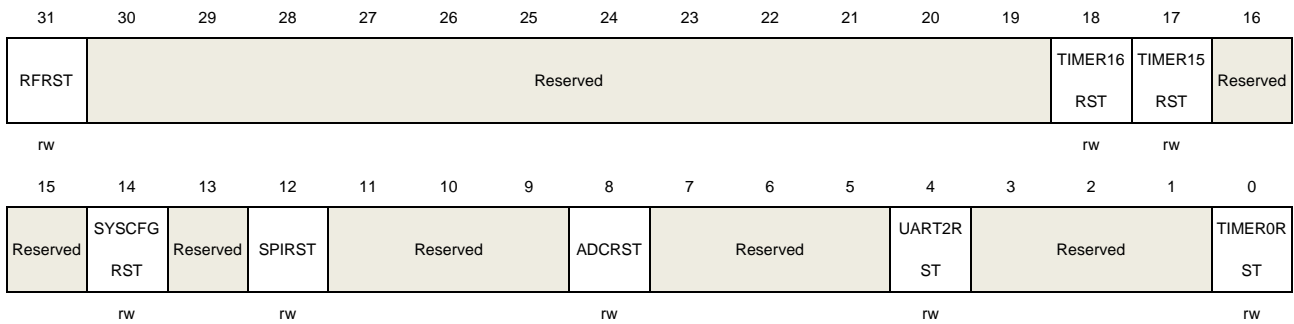 31 30 29 28 27 26 25 24 23 22 21 20 19 18 17 16
RFRST Reserved TIMER16 RST TIMER15 RST Reserved
rw rw rw
15 14 13 12 11 10 9 8 7 6 5 4 3 2 1 0
Reserved SYSCFG RST Reserved SPIRST Reserved ADCRST Reserved UART2R ST Reserved TIMER0R ST
rw rw rw rw rw